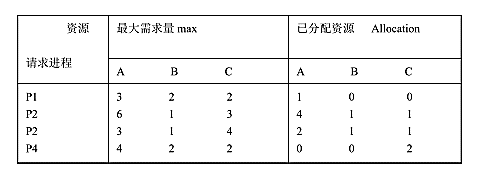 资源 最大需求量 max 已分配资源 Allocation
请求进程
A B C A B C
P1 3 2 2 1 0 0
P2 6 1 3 4 1 1
P2 3 1 4 2 1 1
P4 4 2 2 0 0 2